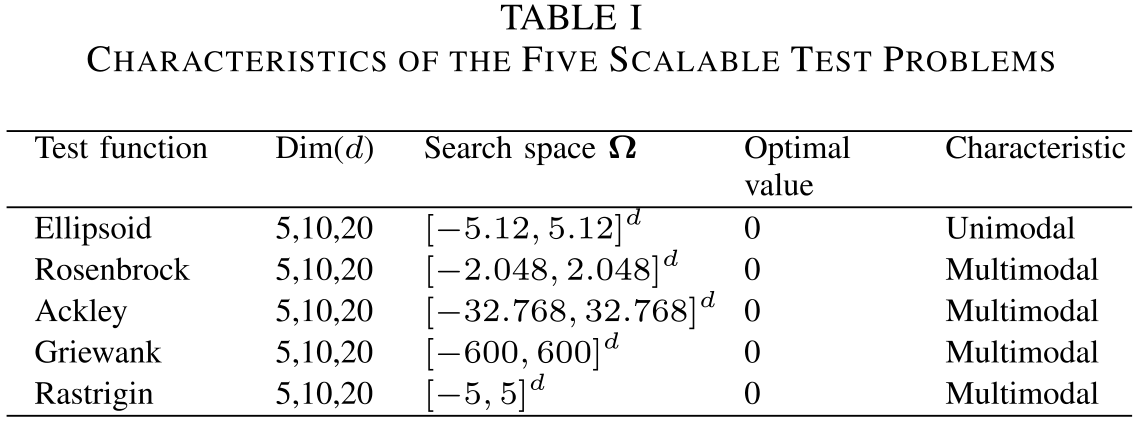 TABLE I
CHARACTERISTICS OF THE FIVE SCALABLE TEST PROBLEMS
Test function Dim(d) Search space Ω Optimal value Characteristic
Ellipsoid 5,10,20 [−5.12, 5.12]^d 0 Unimodal
Rosenbrock 5,10,20 [−2.048, 2.048]^d 0 Multimodal
Ackley 5,10,20 [−32.768, 32.768]^d 0 Multimodal
Griewank 5,10,20 [−600, 600]^d 0 Multimodal
Rastrigin 5,10,20 [−5, 5]^d 0 Multimodal